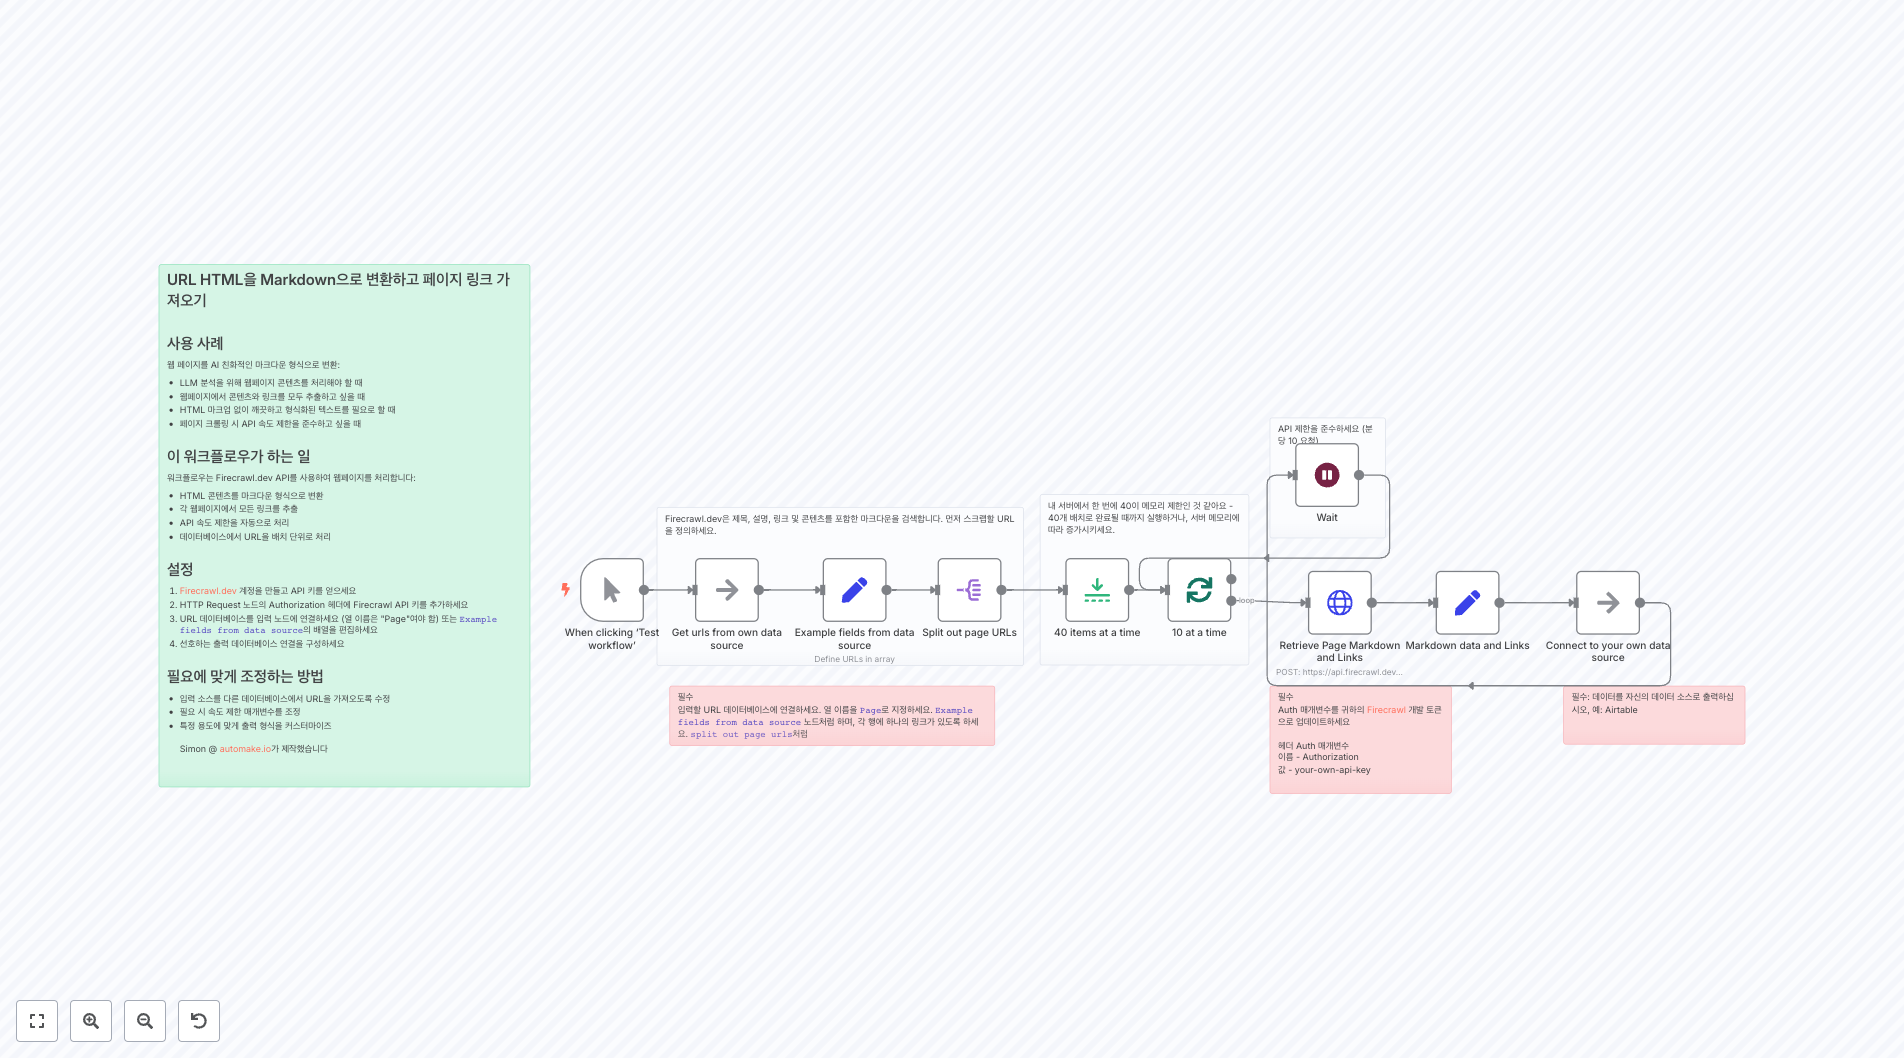 URL HTML을 Markdown으로 변환하고 페이지 링크 가
져오기
사용 사례
웹 페이지를 AI 친화적인 마크다운 형식으로 변환:
• LLM 분석을 위해 웹페이지 콘텐츠를 처리해야 할 때
• 웹페이지에서 콘텐츠와 링크를 모두 추출하고 싶을 때
• HTML 마크업 없이 깨끗하고 형식화된 텍스트를 필요로 할 때
• 페이지 크롤링 시 API 속도 제한을 준수하고 싶을 때
이 워크플로우가 하는 일
워크플로우는 Firecrawl.dev API를 사용하여 웹페이지를 처리합니다:
• HTML 콘텐츠를 마크다운 형식으로 변환
• 각 웹페이지에서 모든 링크를 추출
• API 속도 제한을 자동으로 처리
• 데이터베이스에서 URL을 배치 단위로 처리
설정
1. Firecrawl.dev 계정을 만들고 API 키를 얻으세요
2. HTTP Request 노드의 Authorization 헤더에 Firecrawl API 키를 추가하세요
3. URL 데이터베이스를 입력 노드에 연결하세요 (열 이름은 "Page"여야 함) 또는 Example
fields from data source의 배열을 편집하세요
4. 선호하는 출력 데이터베이스 연결을 구성하세요
필요에 맞게 조정하는 방법
• 입력 소스를 다른 데이터베이스에서 URL을 가져오도록 수정
• 필요 시 속도 제한 매개변수를 조정
• 특정 용도에 맞게 출력 형식을 커스터마이즈
Simon @ automake.io가 제작했습니다
When clicking ‘Test
workflow’
Firecrawl.dev은 제목, 설명, 링크 및 콘텐츠를 포함한 마크다운을 검색합니다. 먼저 스크랩할 URL
을 정의하세요.
Get urls from own data
source
Example fields from data
source
Define URLs in array
Split out page URLs
필수
입력할 URL 데이터베이스에 연결하세요. 열 이름을 Page로 지정하세요. Example
fields from data source 노드처럼 하며, 각 행에 하나의 링크가 있도록 하세
요. split out page urls처럼
내 서버에서 한 번에 40이 메모리 제한인 것 같아요 -
40개 배치로 완료될 때까지 실행하거나, 서버 메모리에
따라 증가시키세요.
40 items at a time
10 at a time
loop
API 제한을 준수하세요 (분
당 10 요청)
Wait
Retrieve Page Markdown
and Links
POST: https://api.firecrawl.dev...
Markdown data and Links
Connect to your own data
source
필수
Auth 매개변수를 귀하의 Firecrawl 개발 토큰
으로 업데이트하세요
헤더 Auth 매개변수
이름 - Authorization
값 - your-own-api-key
필수: 데이터를 자신의 데이터 소스로 출력하십
시오, 예: Airtable